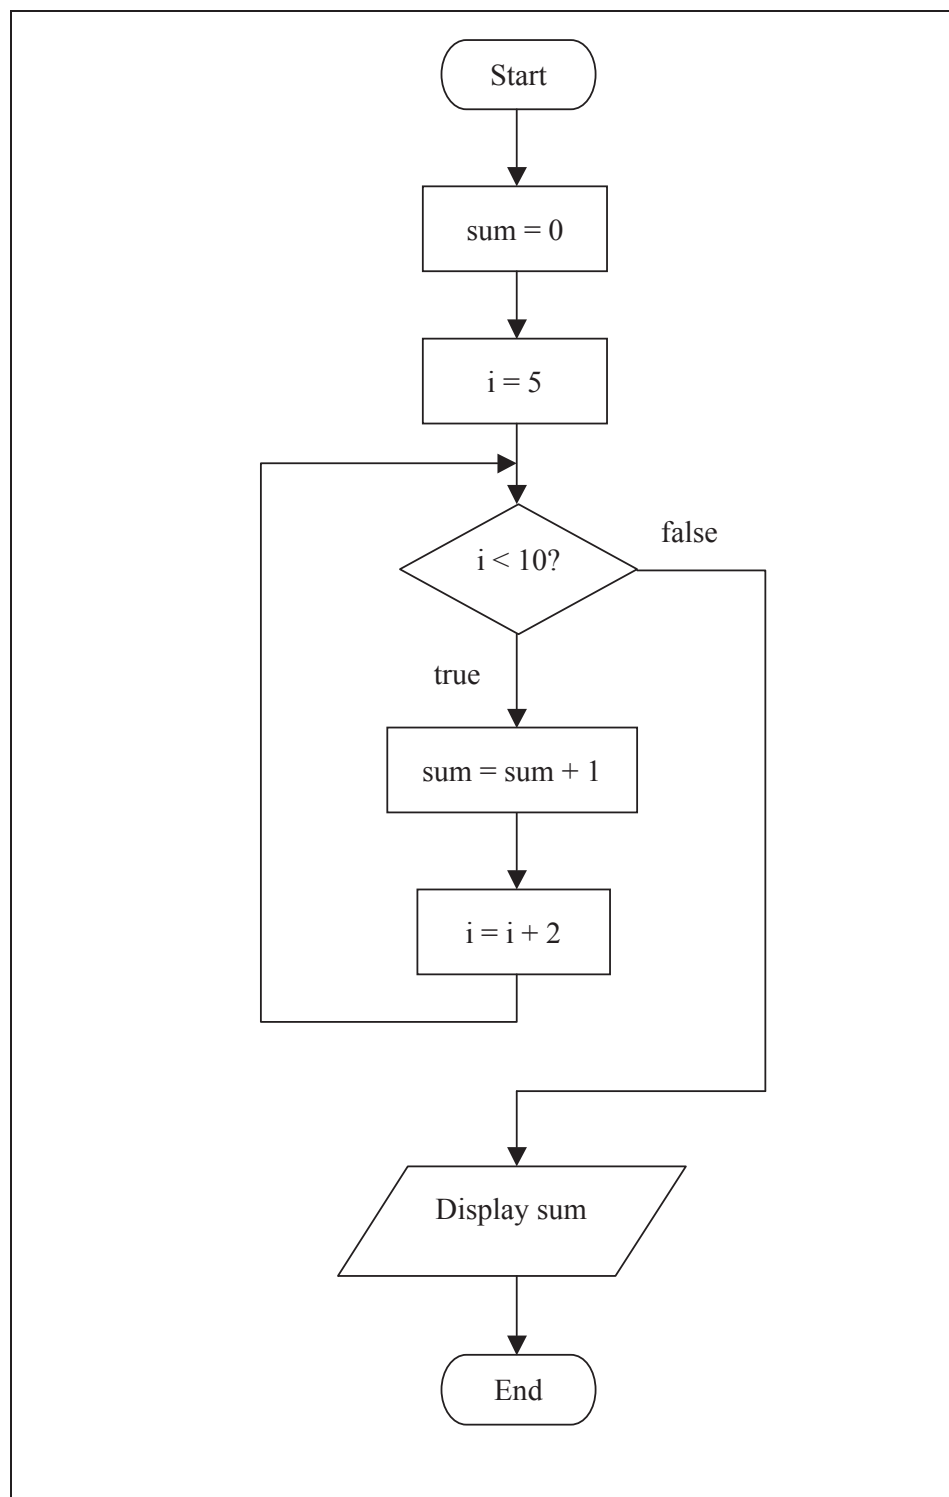 Start
sum = 0
i = 5
i < 10?
false
true
sum = sum + 1
i = i + 2
Display sum
End